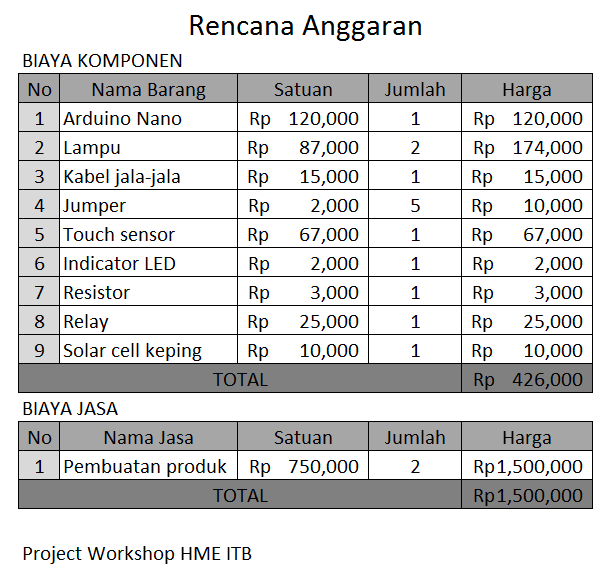 Rencana Anggaran
BIAYA KOMPONEN
No Nama Barang Satuan Jumlah Harga
1 Arduino Nano Rp 120,000 1 Rp 120,000
2 Lampu Rp 87,000 2 Rp 174,000
3 Kabel jala-jala Rp 15,000 1 Rp 15,000
4 Jumper Rp 2,000 5 Rp 10,000
5 Touch sensor Rp 67,000 1 Rp 67,000
6 Indicator LED Rp 2,000 1 Rp 2,000
7 Resistor Rp 3,000 1 Rp 3,000
8 Relay Rp 25,000 1 Rp 25,000
9 Solar cell keping Rp 10,000 1 Rp 10,000
TOTAL Rp 426,000
BIAYA JASA
No Nama Jasa Satuan Jumlah Harga
1 Pembuatan produk Rp 750,000 2 Rp1,500,000
TOTAL Rp1,500,000
Project Workshop HME ITB